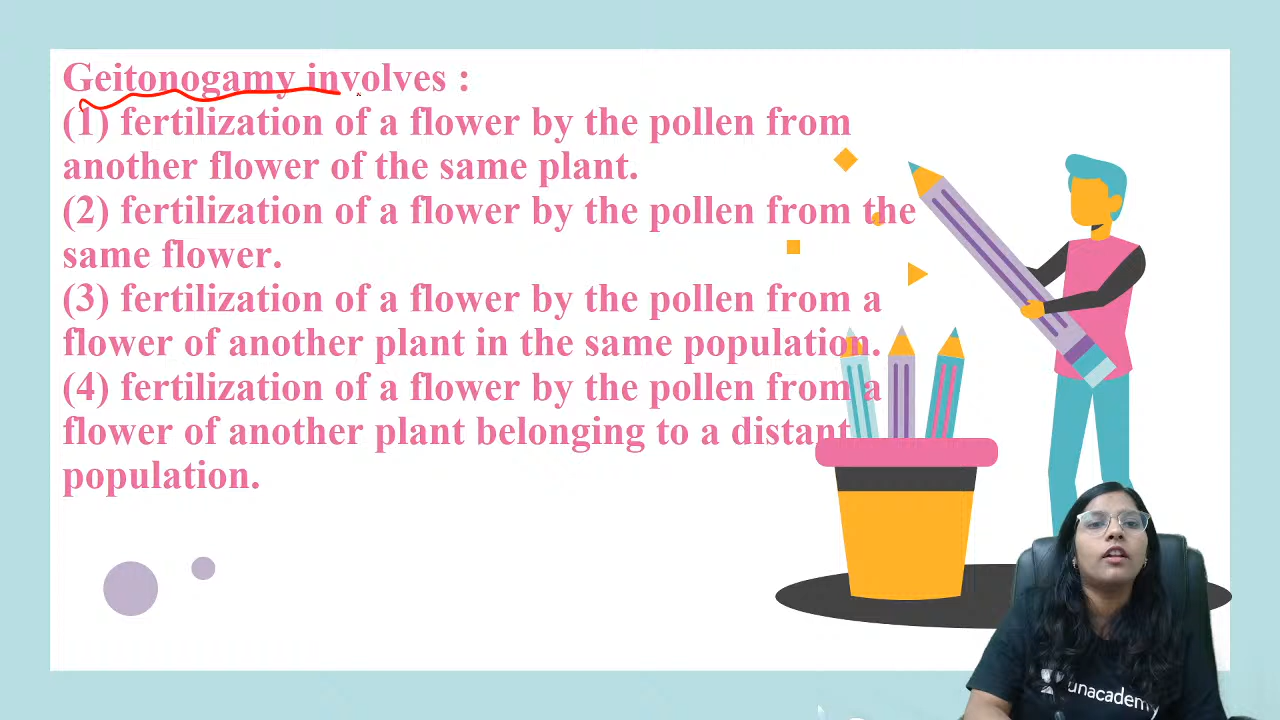 Geitonogamy involves :
(1) fertilization of a flower by the pollen from
another flower of the same plant.
(2) fertilization of a flower by the pollen from the
same flower.
(3) fertilization of a flower by the pollen from a
flower of another plant in the same population.
(4) fertilization of a flower by the pollen from a
flower of another plant belonging to a distant
population.
unacademy